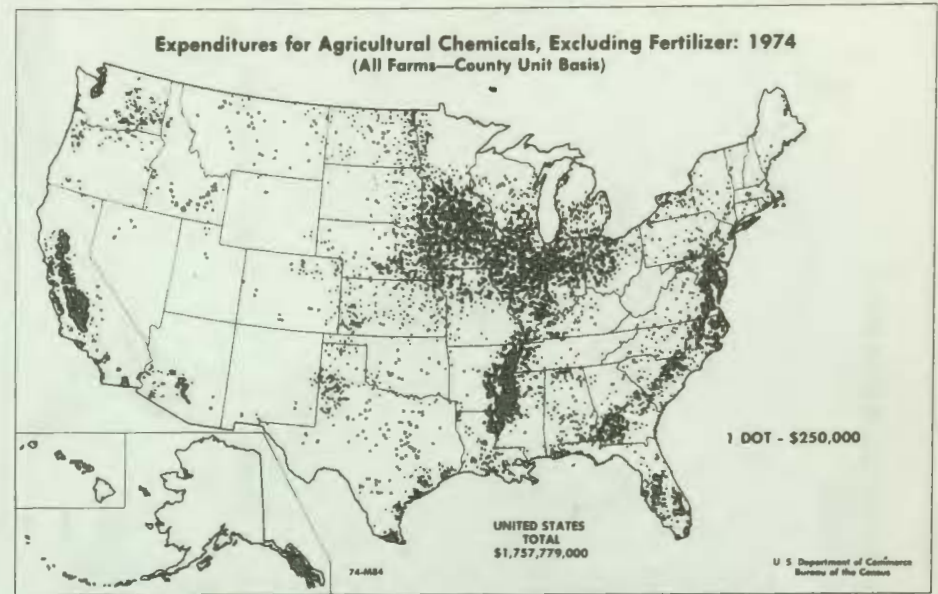 Expenditures for Agricultural Chemicals, Excluding Fertilizer: 1974
(All Farms—County Unit Basis)
1 DOT - $250,000
UNITED STATES
TOTAL
$1,757,779,000
74-M84
U S Department of Commerce
Bureau of the Census